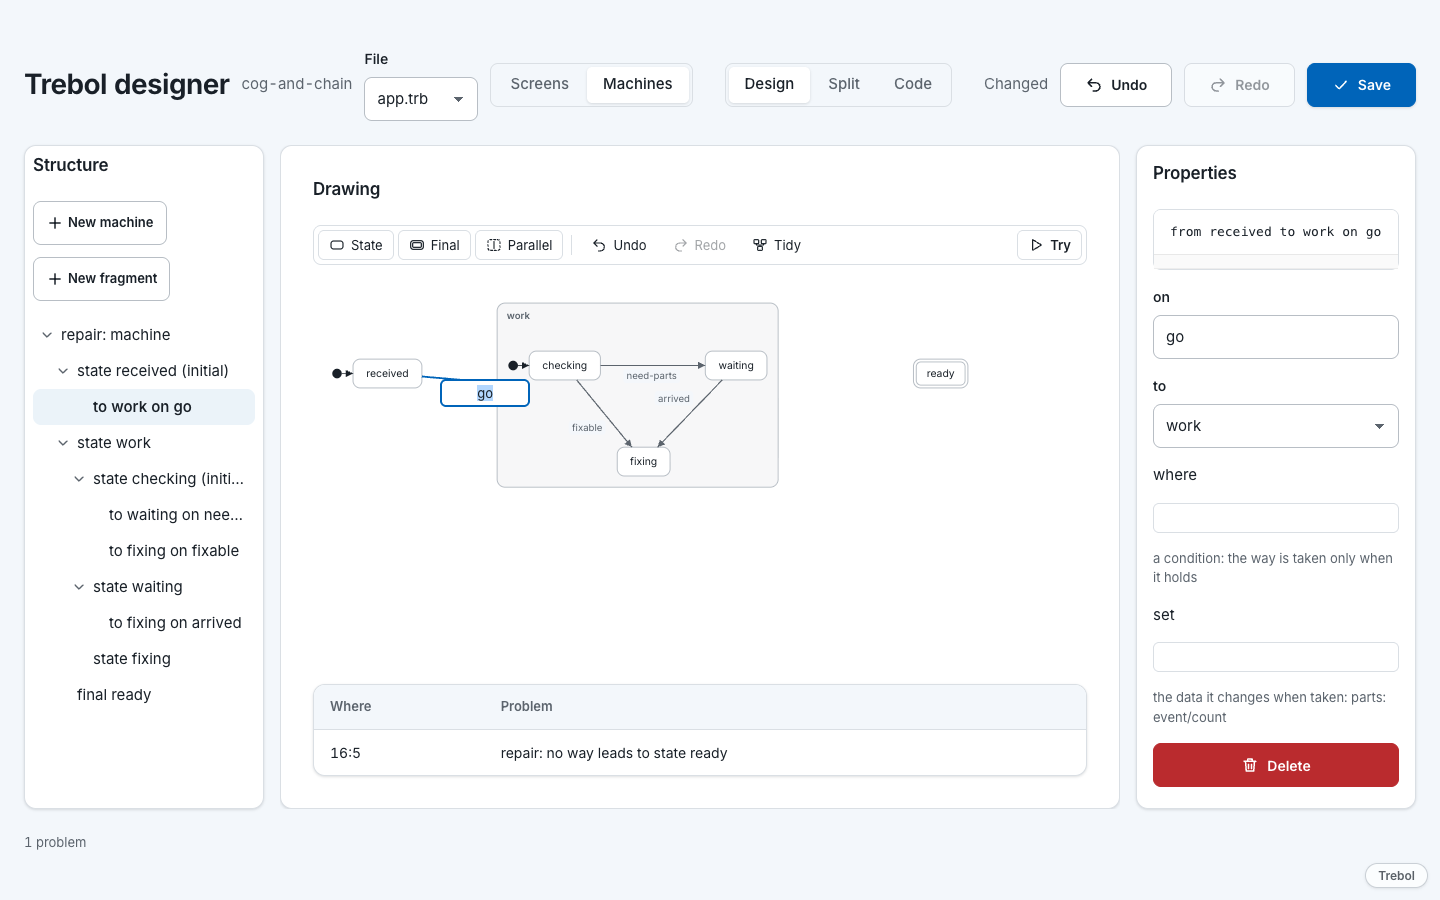 Trebol designer
cog-and-chain
File
app.trb
Screens
Machines
Design
Split
Code
Changed
Undo
Redo
Save
Structure
New machine
New fragment
repair: machine
state received (initial)
to work on go
state work
state checking (initi...
to waiting on nee...
to fixing on fixable
state waiting
to fixing on arrived
state fixing
final ready
Drawing
State
Final
Parallel
Undo
Redo
Tidy
Try
work
received
checking
waiting
need-parts
go
arrived
fixable
fixing
ready
Where
Problem
16:5
repair: no way leads to state ready
Properties
from received to work on go
on
go
to
work
where
a condition: the way is taken only when
it holds
set
the data it changes when taken: parts:
event/count
Delete
1 problem
Trebol